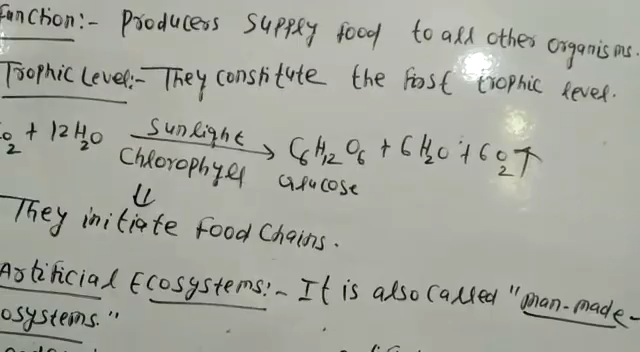 Function:- Producers supply food to all other organisms.
Trophic Level:- They constitute the first trophic level.
O₂ + 12H₂O Sunlight → C₆H₁₂O₆ + 6H₂O + 6O₂↑
Chlorophyll Glucose
⇓
They initiate food chains.
Artificial Ecosystems:- It is also called "man-made-
osystems."